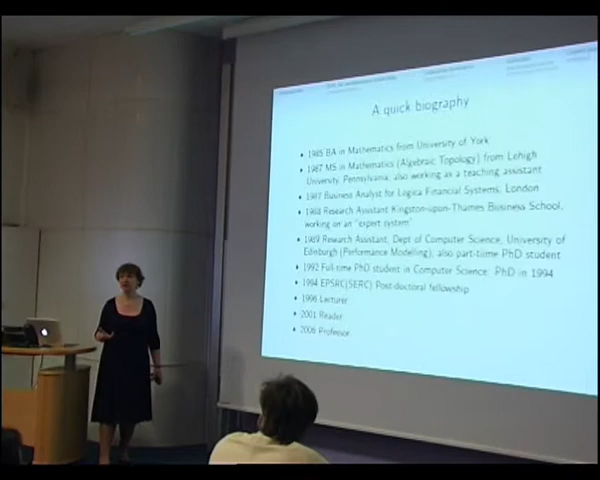 A quick biography
• 1985 BA in Mathematics from University of York
• 1987 MS in Mathematics (Algebraic Topology) from Lehigh
University, Pennsylvania, also working as a teaching assistant
• 1987 Business Analyst for Logica Financial Systems, London
• 1988 Research Assistant Kingston-upon-Thames Business School,
working on an "expert system"
• 1989 Research Assistant, Dept of Computer Science, University of
Edinburgh (Performance Modelling), also part-tiime PhD student
• 1992 Full-time PhD student in Computer Science. PhD in 1994
• 1994 EPSRC(SERC) Post-doctoral fellowship
• 1996 Lecturer
• 2001 Reader
• 2006 Professor